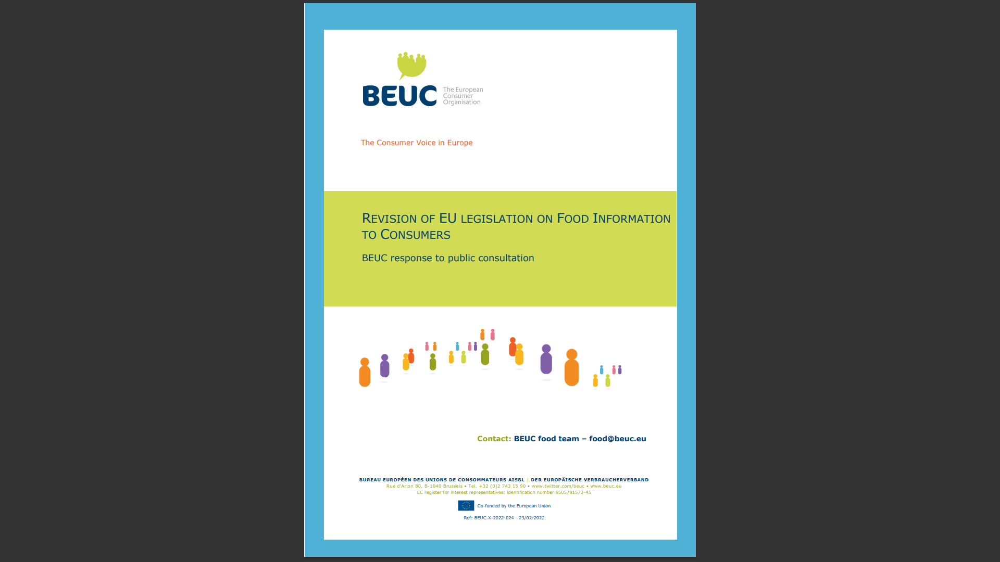 BEUC
The European
Consumer
Organisation
The Consumer Voice in Europe
REVISION OF EU LEGISLATION ON FOOD INFORMATION
TO CONSUMERS
BEUC response to public consultation
Contact: BEUC food team – food@beuc.eu
BUREAU EUROPÉEN DES UNIONS DE CONSOMMATEURS AISBL | DER EUROPÄISCHE VERBRAUCHERVERBAND
Rue d'Arlon 80, B-1040 Brussels • Tel. +32 (0)2 743 15 90 • www.twitter.com/beuc • www.beuc.eu
EC register for interest representatives: identification number 9505781573-45
Co-funded by the European Union
Ref: BEUC-X-2022-024 - 23/02/2022